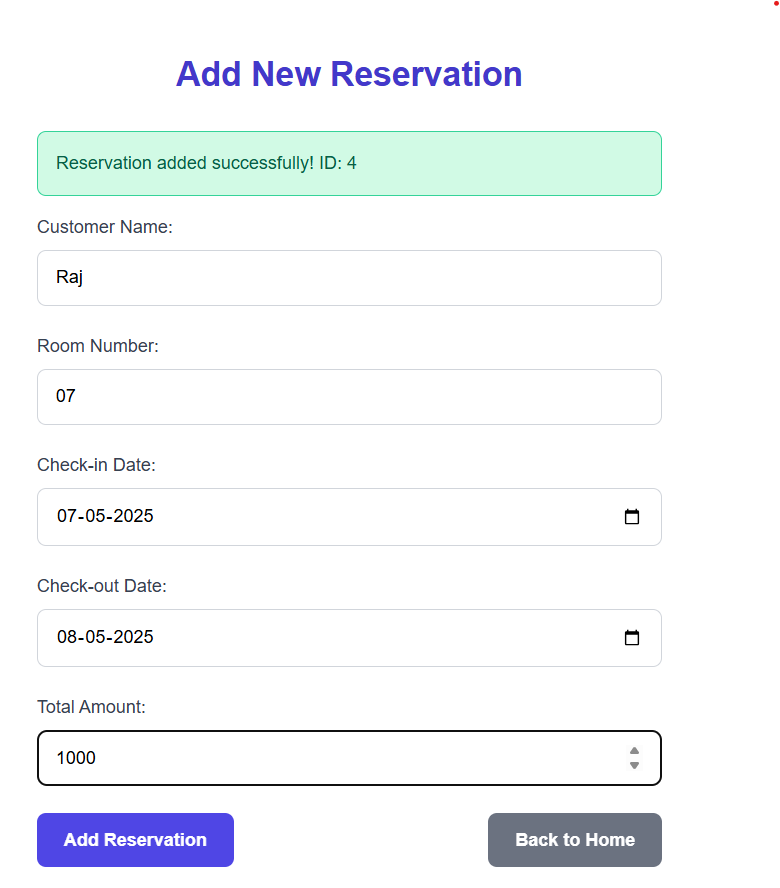 Add New Reservation
Reservation added successfully! ID: 4
Customer Name:
Raj
Room Number:
07
Check-in Date:
07-05-2025
Check-out Date:
08-05-2025
Total Amount:
1000
Add Reservation
Back to Home